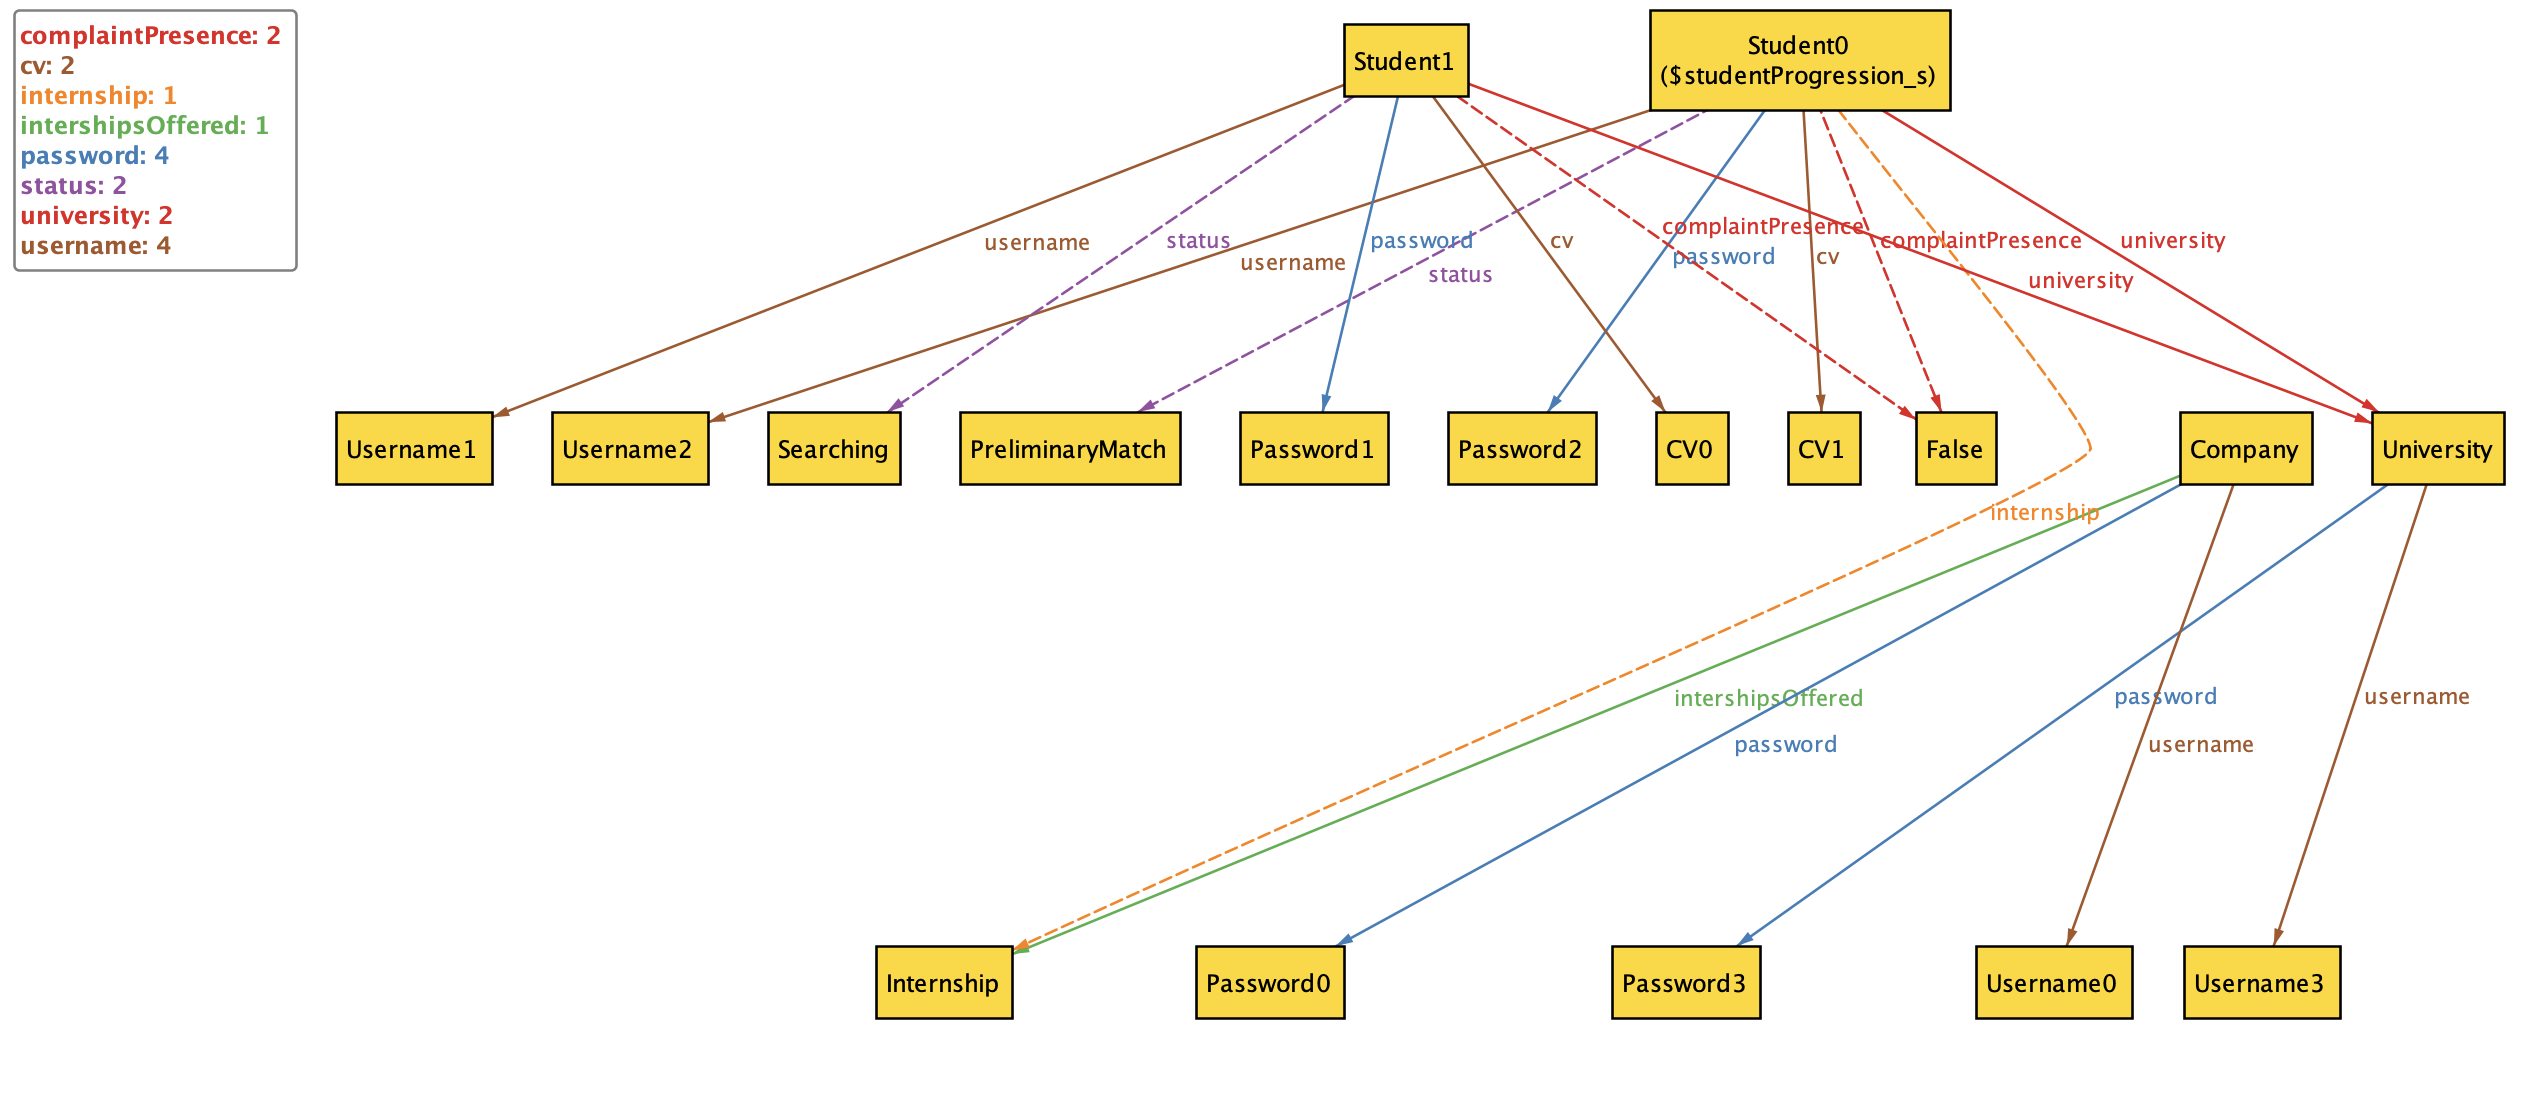 complaintPresence: 2
cv: 2
internship: 1
intershipsOffered: 1
password: 4
status: 2
university: 2
username: 4
Student1
Student0
($studentProgression_s)
username
status
username
password
status
cv
complaintPresence
password
cv
complaintPresence
university
university
Username1
Username2
Searching
PreliminaryMatch
Password1
Password2
CV0
CV1
False
Company
University
internship
intershipsOffered
password
password
username
username
Internship
Password0
Password3
Username0
Username3